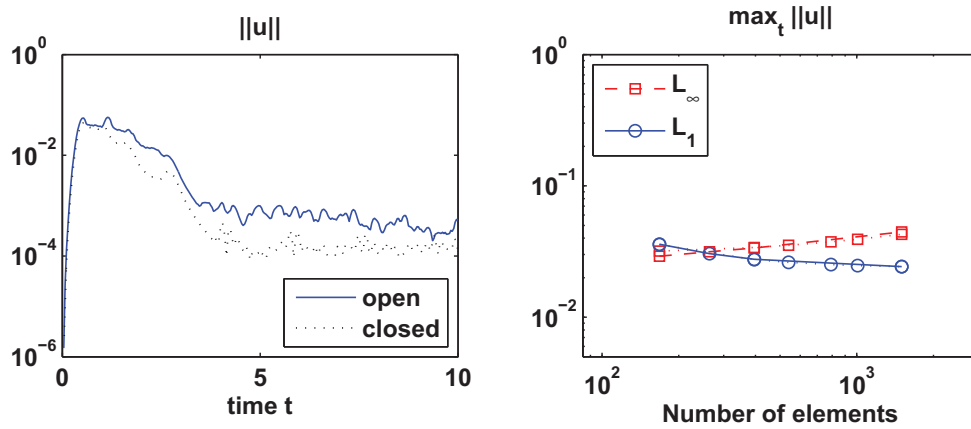 ||u||
10^0
10^-2
10^-4
10^-6
0
5
10
time t
open
closed
max_t ||u||
10^0
10^-1
10^-2
10^2
10^3
Number of elements
L_∞
L_1